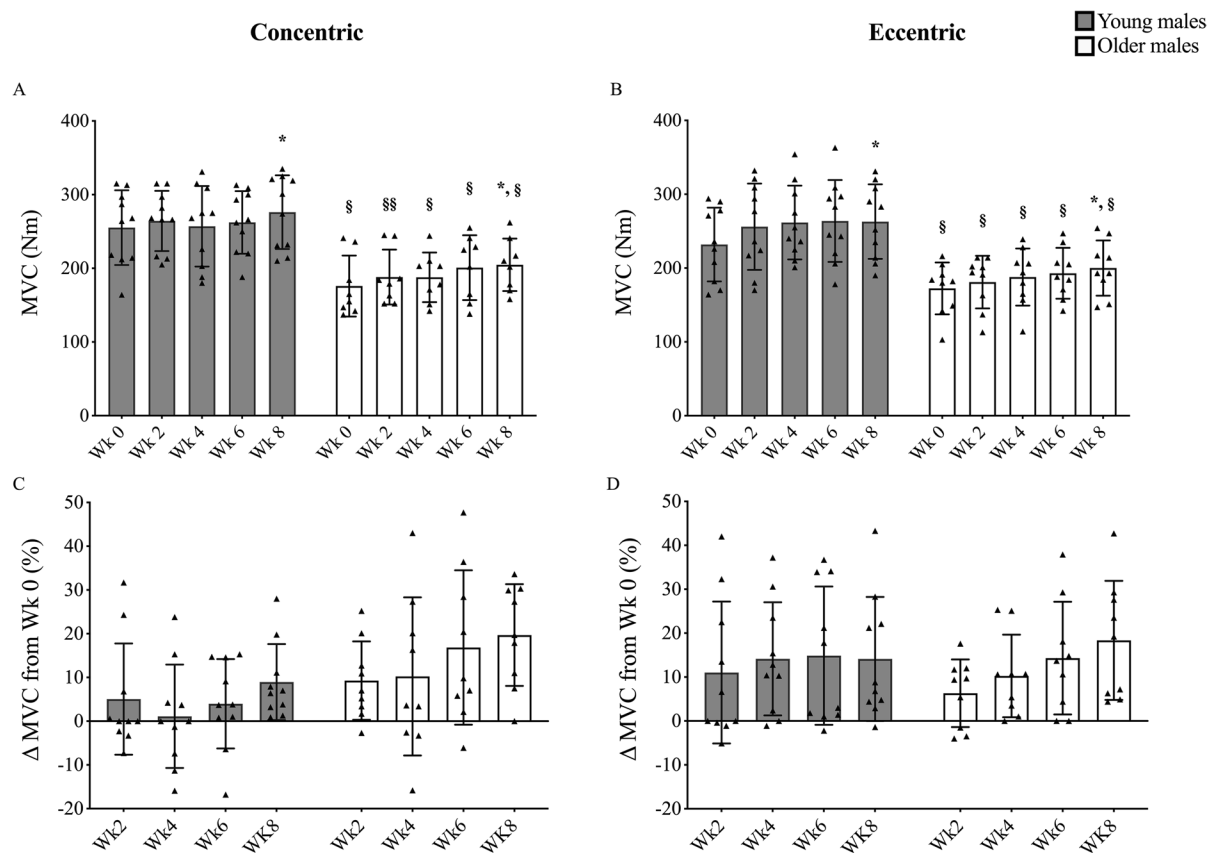 Concentric
Eccentric
Young males
Older males
A
MVC (Nm)
400
300
200
100
0
*
§
§§
§
§
*, §
Wk 0
Wk 2
Wk 4
Wk 6
Wk 8
Wk 0
Wk 2
Wk 4
Wk 6
Wk 8
B
MVC (Nm)
400
300
200
100
0
*
§
§
§
§
*, §
Wk 0
Wk 2
Wk 4
Wk 6
Wk 8
Wk 0
Wk 2
Wk 4
Wk 6
Wk 8
C
Δ MVC from Wk 0 (%)
50
40
30
20
10
0
-10
-20
Wk2
Wk4
Wk6
WK8
Wk2
Wk4
Wk6
WK8
D
Δ MVC from Wk 0 (%)
50
40
30
20
10
0
-10
-20
Wk2
Wk4
Wk6
WK8
Wk2
Wk4
Wk6
WK8